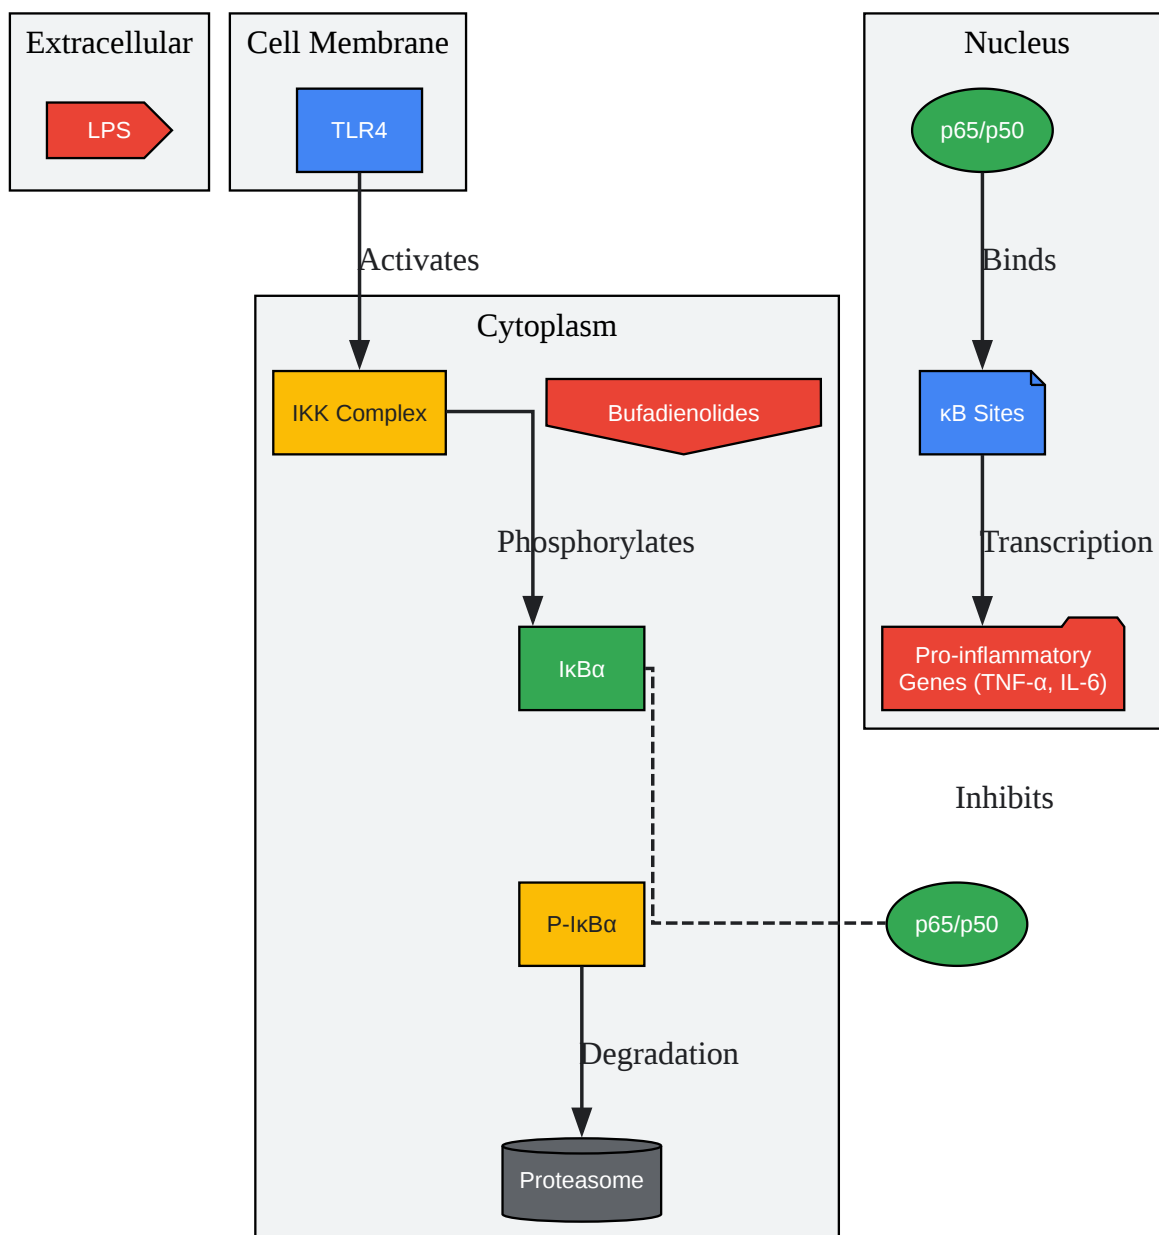 Extracellular
LPS
Cell Membrane
TLR4
Activates
Cytoplasm
IKK Complex
Bufadienolides
Phosphorylates
IκBα
P-IκBα
Degradation
Proteasome
Nucleus
p65/p50
Binds
κB Sites
Transcription
Pro-inflammatory
Genes (TNF-α, IL-6)
Inhibits
p65/p50